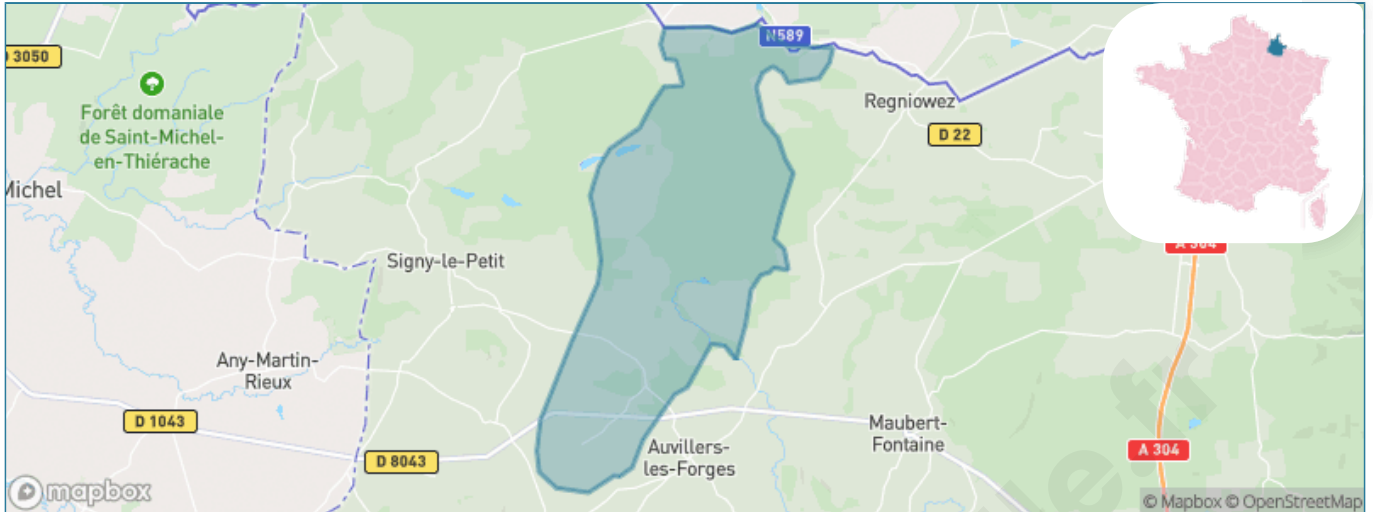 D 3050
N589
Forêt domaniale
de Saint-Michel-
en-Thiérache
Regniowez
D 22
Michel
A 304
Signy-le-Petit
Any-Martin-
Rieux
D 1043
Maubert-
Fontaine
Auvillers-
les-Forges
D 8043
A 304
mapbox
© Mapbox © OpenStreetMap